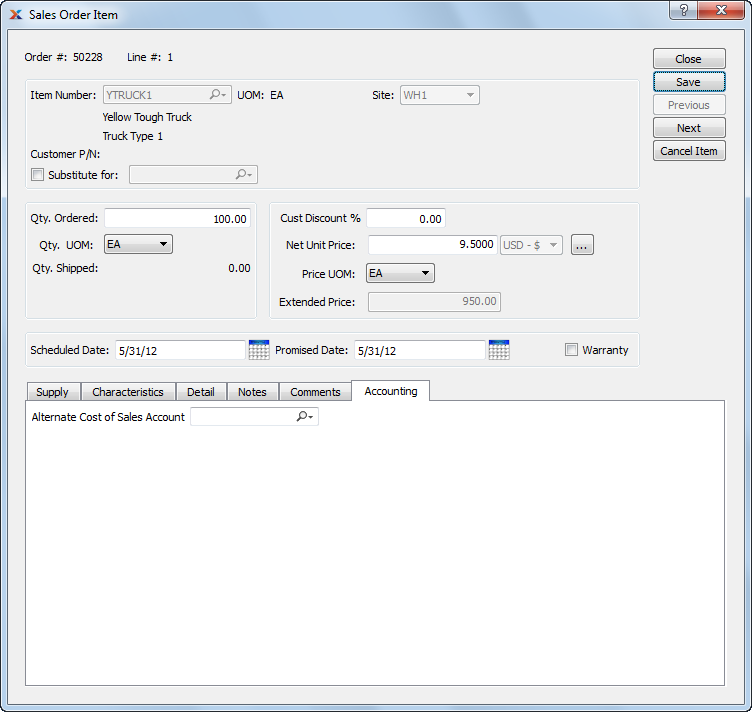 Sales Order Item
?
Order #: 50228 Line #: 1
Close
Item Number: YTRUCK1 UOM: EA Site: WH1
Save
Yellow Tough Truck
Previous
Truck Type 1
Next
Customer P/N:
Cancel Item
Substitute for:
Qty. Ordered: 100.00 Cust Discount % 0.00
Qty. UOM: EA Net Unit Price: 9.5000 USD - $ ...
Qty. Shipped: 0.00 Price UOM: EA
Extended Price: 950.00
Scheduled Date: 5/31/12 Promised Date: 5/31/12 Warranty
Supply Characteristics Detail Notes Comments Accounting
Alternate Cost of Sales Account